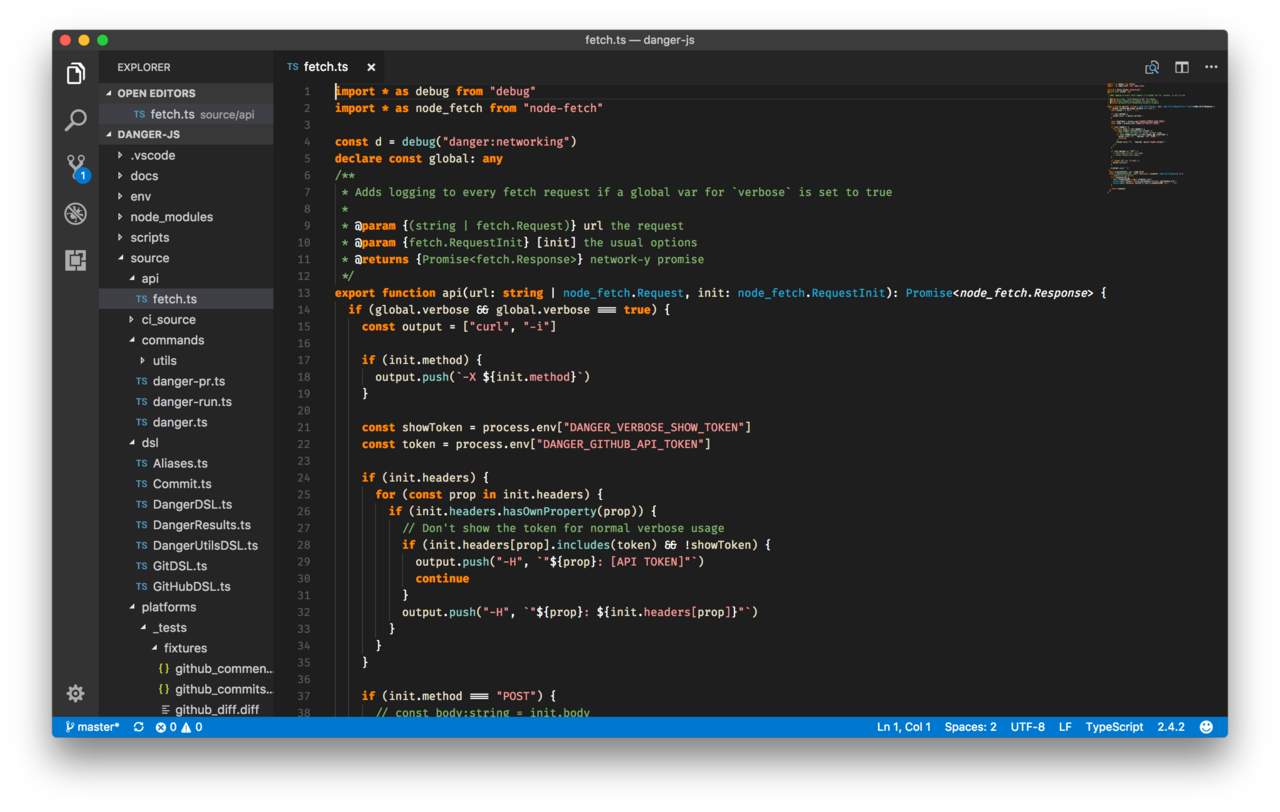 fetch.ts — danger-js
EXPLORER
OPEN EDITORS
TS fetch.ts source/api
DANGER-JS
.vscode
docs
env
node_modules
scripts
source
api
TS fetch.ts
ci_source
commands
utils
TS danger-pr.ts
TS danger-run.ts
TS danger.ts
dsl
TS Aliases.ts
TS Commit.ts
TS DangerDSL.ts
TS DangerResults.ts
TS DangerUtilsDSL.ts
TS GitDSL.ts
TS GitHubDSL.ts
platforms
_tests
fixtures
{} github_commen...
{} github_commits...
github_diff.diff
1
TS fetch.ts ×
1 import * as debug from "debug"
2 import * as node_fetch from "node-fetch"
3
4 const d = debug("danger:networking")
5 declare const global: any
6 /**
7 * Adds logging to every fetch request if a global var for `verbose` is set to true
8 *
9 * @param {(string | fetch.Request)} url the request
10 * @param {fetch.RequestInit} [init] the usual options
11 * @returns {Promise<fetch.Response>} network-y promise
12 */
13 export function api(url: string | node_fetch.Request, init: node_fetch.RequestInit): Promise<node_fetch.Response> {
14 if (global.verbose && global.verbose === true) {
15 const output = ["curl", "-i"]
16
17 if (init.method) {
18 output.push(`-X ${init.method}`)
19 }
20
21 const showToken = process.env["DANGER_VERBOSE_SHOW_TOKEN"]
22 const token = process.env["DANGER_GITHUB_API_TOKEN"]
23
24 if (init.headers) {
25 for (const prop in init.headers) {
26 if (init.headers.hasOwnProperty(prop)) {
27 // Don't show the token for normal verbose usage
28 if (init.headers[prop].includes(token) && !showToken) {
29 output.push("-H", `"${prop}: [API TOKEN]"`)
30 continue
31 }
32 output.push("-H", `"${prop}: ${init.headers[prop]}"`)
33 }
34 }
35 }
36
37 if (init.method === "POST") {
38 // const body:string = init.body
master* 0 0
Ln 1, Col 1 Spaces: 2 UTF-8 LF TypeScript 2.4.2